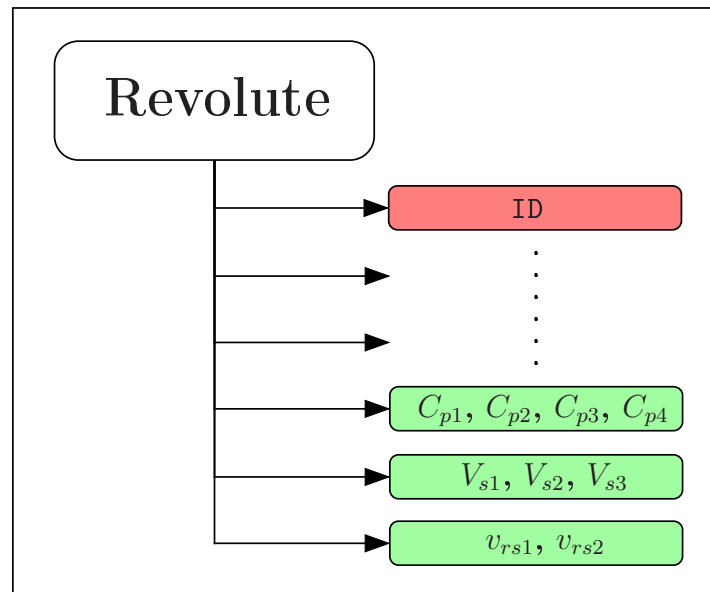 Revolute
ID
C_{p1}, C_{p2}, C_{p3}, C_{p4}
V_{s1}, V_{s2}, V_{s3}
v_{rs1}, v_{rs2}